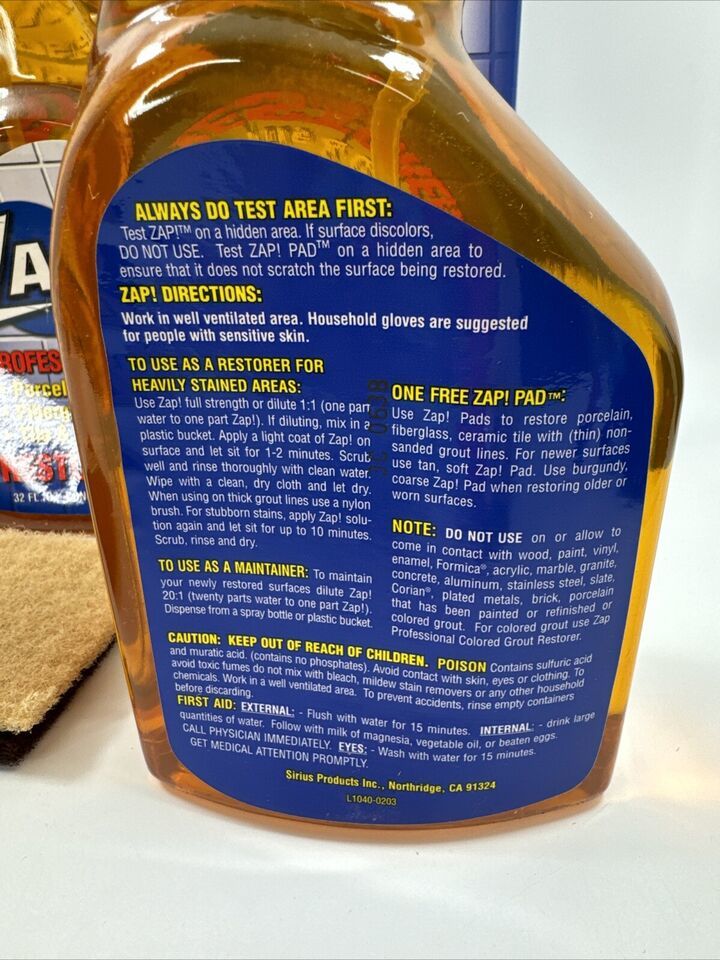 ALWAYS DO TEST AREA FIRST:
Test ZAP!™ on a hidden area. If surface discolors,
DO NOT USE. Test ZAP! PAD™ on a hidden area to
ensure that it does not scratch the surface being restored.
ZAP! DIRECTIONS:
Work in well ventilated area. Household gloves are suggested
for people with sensitive skin.
TO USE AS A RESTORER FOR
HEAVILY STAINED AREAS:
Use Zap! full strength or dilute 1:1 (one part
water to one part Zap!). If diluting, mix in a
plastic bucket. Apply a light coat of Zap! on
surface and let sit for 1-2 minutes. Scrub
well and rinse thoroughly with clean water.
Wipe with a clean, dry cloth and let dry.
When using on thick grout lines use a nylon
brush. For stubborn stains, apply Zap! solu-
tion again and let sit for up to 10 minutes.
Scrub, rinse and dry.
TO USE AS A MAINTAINER: To maintain
your newly restored surfaces dilute Zap!
20:1 (twenty parts water to one part Zap!).
Dispense from a spray bottle or plastic bucket.
ONE FREE ZAP! PAD™:
Use Zap! Pads to restore porcelain,
fiberglass, ceramic tile with (thin) non-
sanded grout lines. For newer surfaces
use tan, soft Zap! Pad. Use burgundy,
coarse Zap! Pad when restoring older or
worn surfaces.
NOTE: DO NOT USE on or allow to
come in contact with wood, paint, vinyl,
enamel, Formica®, acrylic, marble, granite,
concrete, aluminum, stainless steel, slate,
Corian®, plated metals, brick, porcelain
that has been painted or refinished or
colored grout. For colored grout use Zap
Professional Colored Grout Restorer.
CAUTION: KEEP OUT OF REACH OF CHILDREN. POISON Contains sulfuric acid
and muratic acid. (contains no phosphates). Avoid contact with skin, eyes or clothing. To
avoid toxic fumes do not mix with bleach, mildew stain removers or any other household
chemicals. Work in a well ventilated area. To prevent accidents, rinse empty containers
before discarding.
FIRST AID: EXTERNAL: - Flush with water for 15 minutes. INTERNAL: - drink large
quantities of water. Follow with milk of magnesia, vegetable oil, or beaten eggs.
CALL PHYSICIAN IMMEDIATELY. EYES: - Wash with water for 15 minutes.
GET MEDICAL ATTENTION PROMPTLY.
Sirius Products Inc., Northridge, CA 91324
L1040-0203
32 FL.